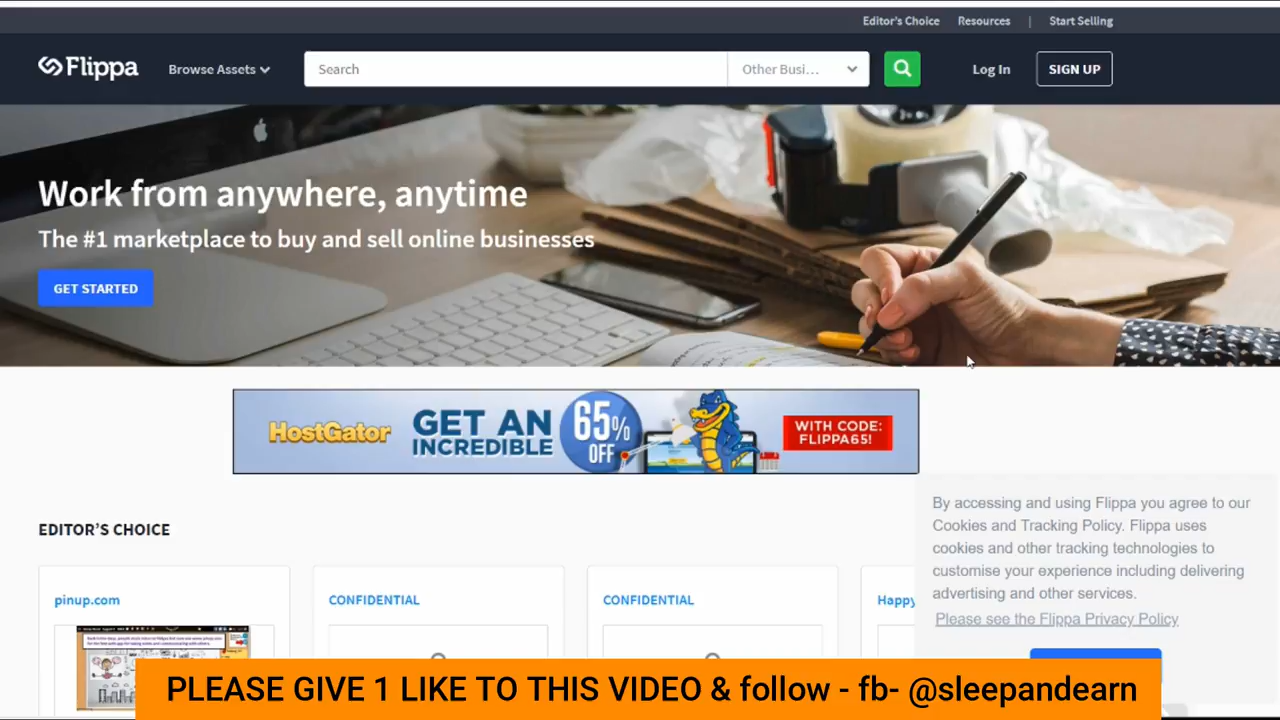 Editor's Choice Resources | Start Selling
Flippa Browse Assets Search Other Busi... Log In SIGN UP
Work from anywhere, anytime
The #1 marketplace to buy and sell online businesses
GET STARTED
HostGator GET AN INCREDIBLE 65% OFF WITH CODE: FLIPPA65!
EDITOR'S CHOICE
pinup.com
CONFIDENTIAL
CONFIDENTIAL
Happy
By accessing and using Flippa you agree to our
Cookies and Tracking Policy. Flippa uses
cookies and other tracking technologies to
customise your experience including delivering
advertising and other services.
Please see the Flippa Privacy Policy
PLEASE GIVE 1 LIKE TO THIS VIDEO & follow - fb- @sleepandearn